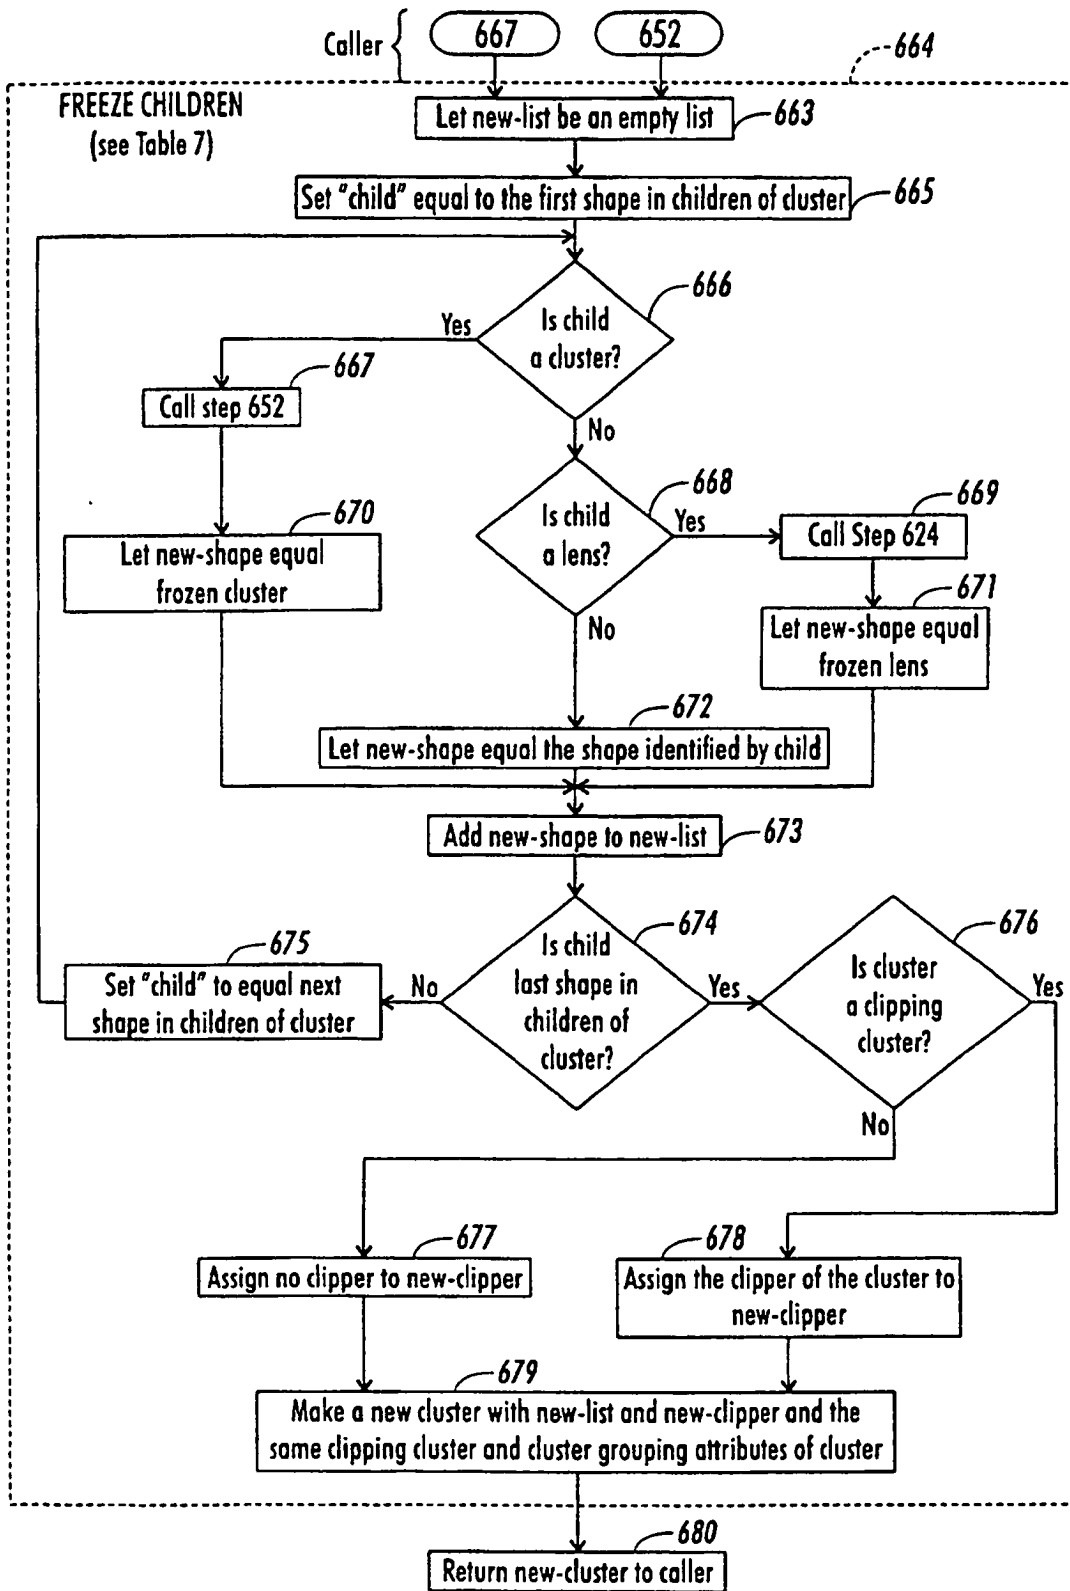 Caller
667
652
664
FREEZE CHILDREN
(see Table 7)
Let new-list be an empty list
663
Set "child" equal to the first shape in children of cluster
665
666
Is child
a cluster?
Yes
No
667
Call step 652
668
Is child
a lens?
Yes
No
669
Call Step 624
670
Let new-shape equal
frozen cluster
671
Let new-shape equal
frozen lens
672
Let new-shape equal the shape identified by child
Add new-shape to new-list
673
674
Is child
last shape in
children of
cluster?
No
Yes
675
Set "child" to equal next
shape in children of cluster
676
Is cluster
a clipping
cluster?
Yes
No
677
Assign no clipper to new-clipper
678
Assign the clipper of the cluster to
new-clipper
679
Make a new cluster with new-list and new-clipper and the
same clipping cluster and cluster grouping attributes of cluster
680
Return new-cluster to caller